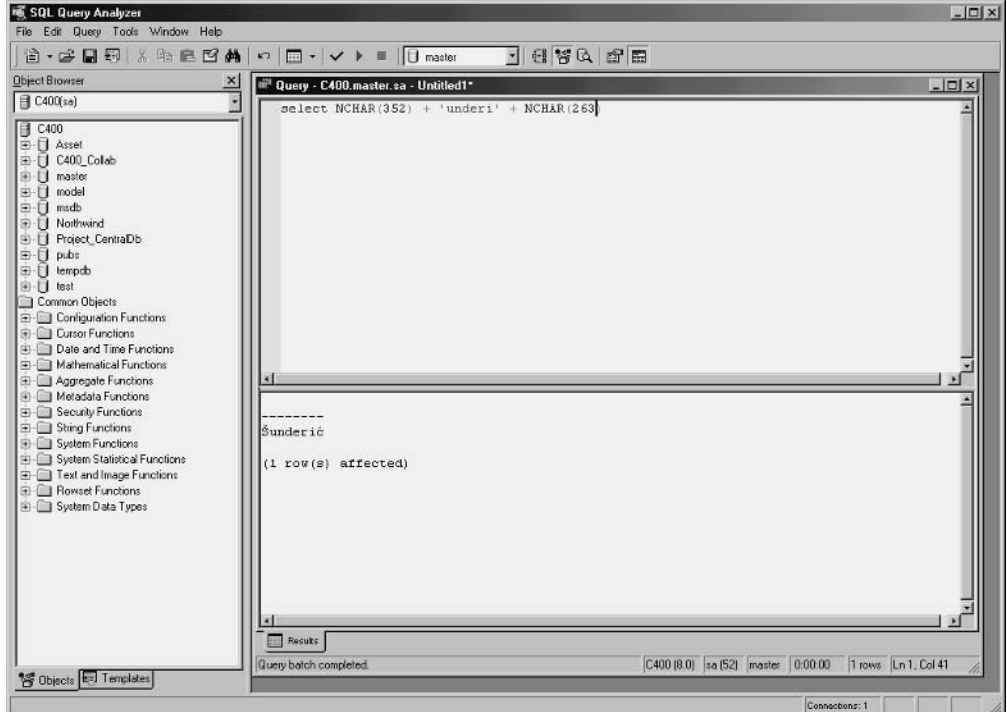 SQL Query Analyzer
File Edit Query Tools Window Help
master
Object Browser
C400(sa)
C400
Asset
C400_Collab
master
model
msdb
Northwind
Project_CentralDb
pubs
tempdb
test
Common Objects
Configuration Functions
Cursor Functions
Date and Time Functions
Mathematical Functions
Aggregate Functions
Metadata Functions
Security Functions
String Functions
System Functions
System Statistical Functions
Text and Image Functions
Rowset Functions
System Data Types
Objects Templates
Query - C400.master.sa - Untitled1*
select NCHAR(352) + 'underi' + NCHAR(263)
--------
Šunderić
(1 row(s) affected)
Results
Query batch completed. C400 (8.0) sa (52) master 0:00:00 1 rows Ln 1, Col 41
Connections: 1